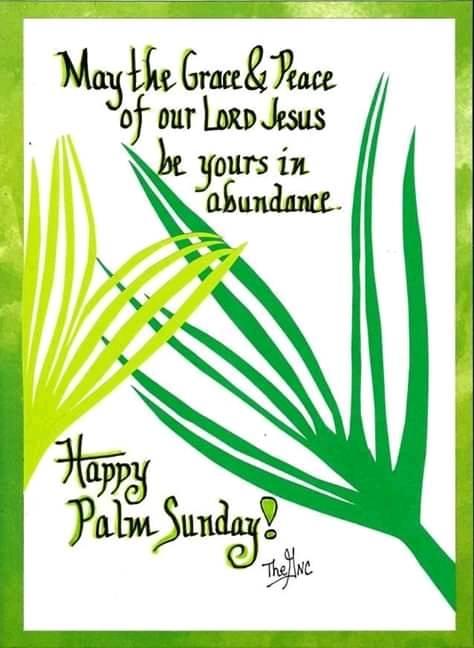 May the Grace & Peace
of our LORD Jesus
be yours in
abundance.
Happy
Palm Sunday!